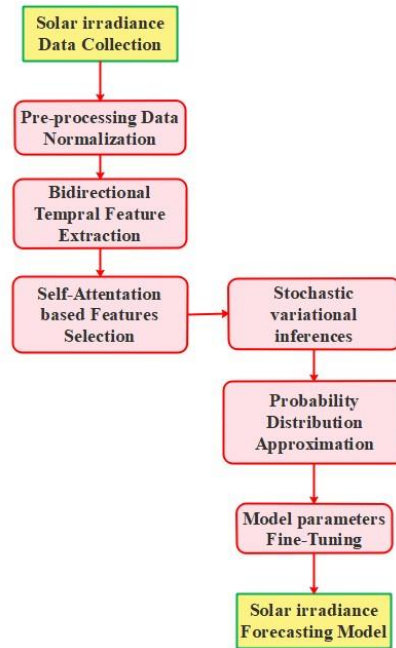 Solar irradiance
Data Collection
Pre-processing Data
Normalization
Bidirectional
Tempral Feature
Extraction
Self-Attentation
based Features
Selection
Stochastic
variational
inferences
Probability
Distribution
Approximation
Model parameters
Fine-Tuning
Solar irradiance
Forecasting Model